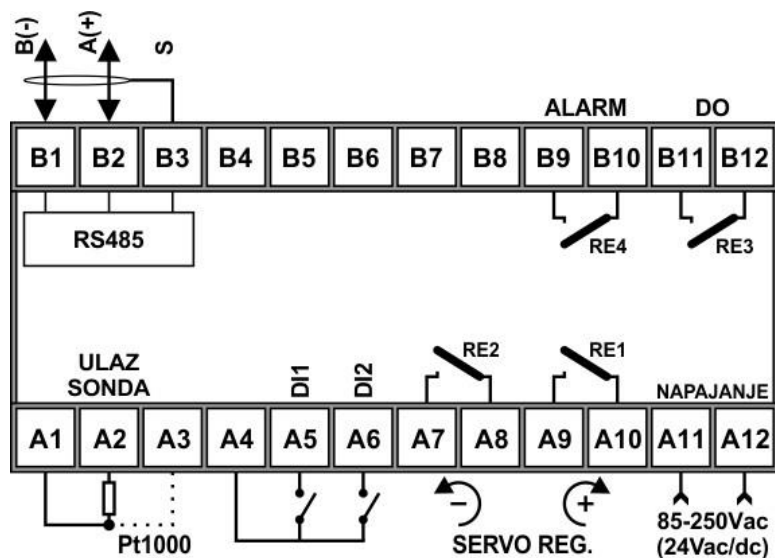 B(-) A(+) S
ALARM DO
B1 B2 B3 B4 B5 B6 B7 B8 B9 B10 B11 B12
RS485 RE4 RE3
ULAZ
SONDA
DI1 DI2 RE2 RE1
NAPAJANJE
A1 A2 A3 A4 A5 A6 A7 A8 A9 A10 A11 A12
− +
Pt1000 SERVO REG.
85-250Vac
(24Vac/dc)